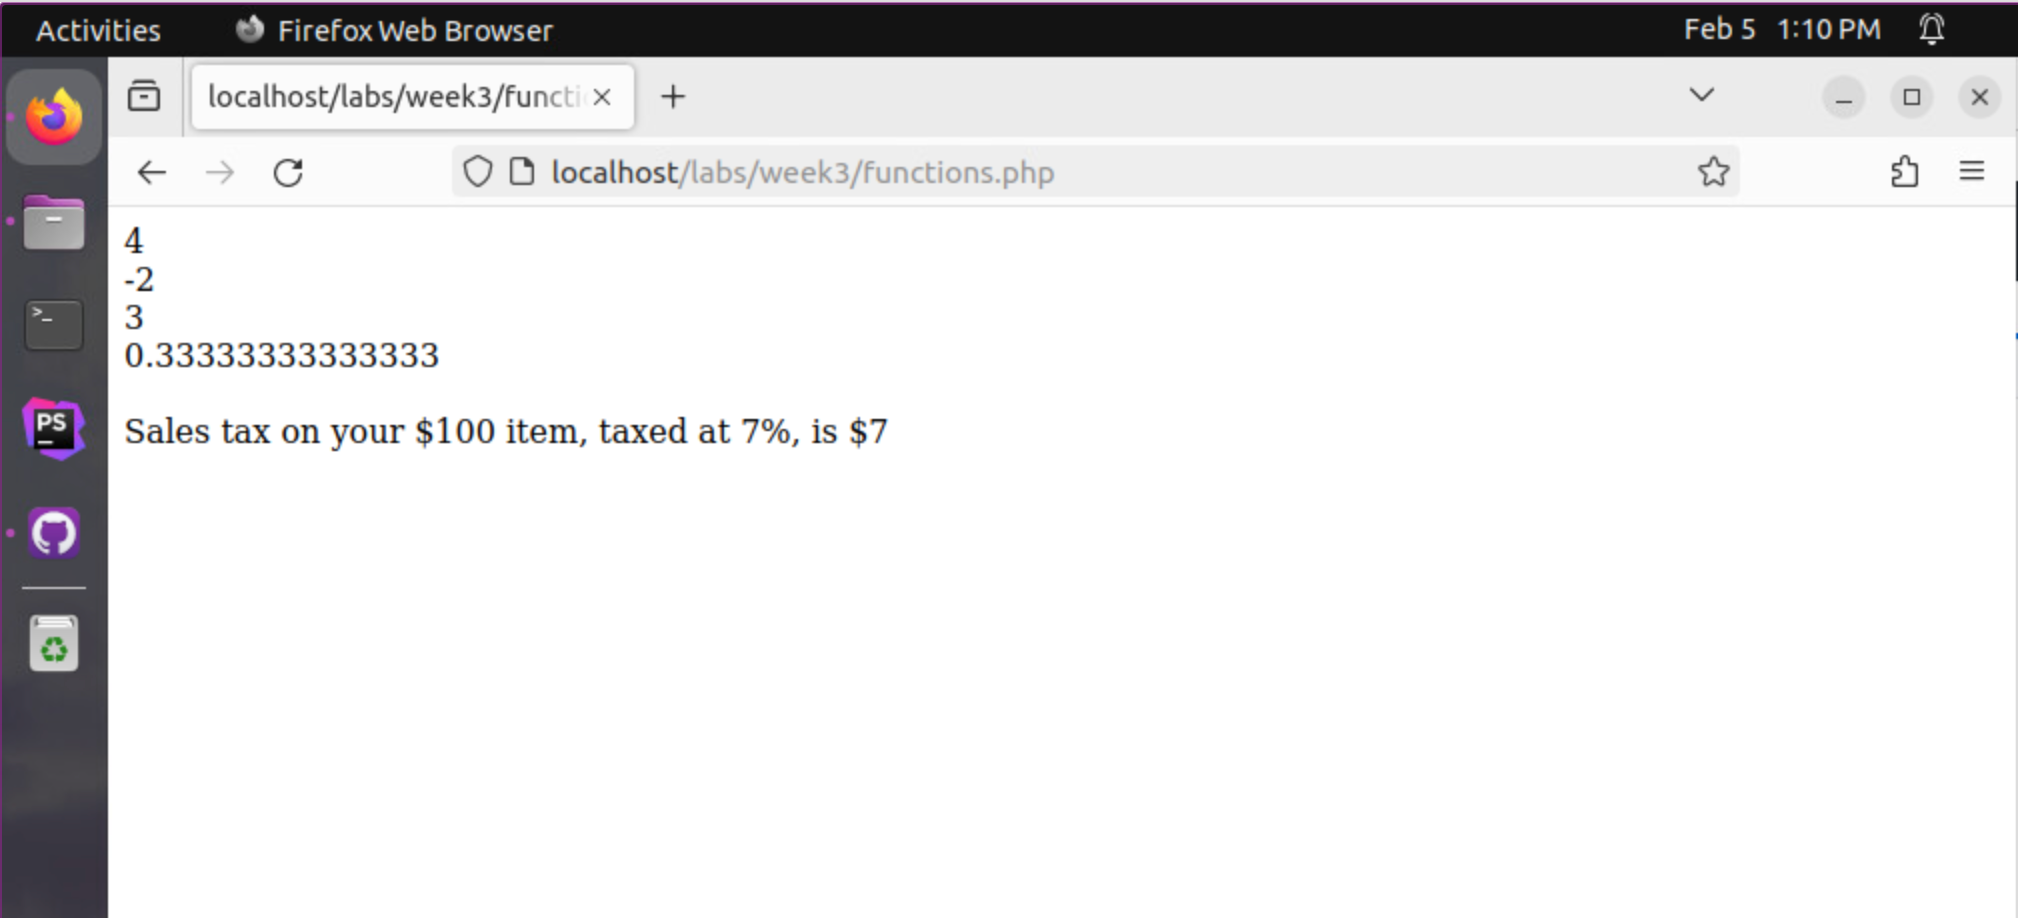 Activities Firefox Web Browser Feb 5 1:10 PM
localhost/labs/week3/functi
localhost/labs/week3/functions.php
4
-2
3
0.33333333333333
>_
PS
Sales tax on your $100 item, taxed at 7%, is $7